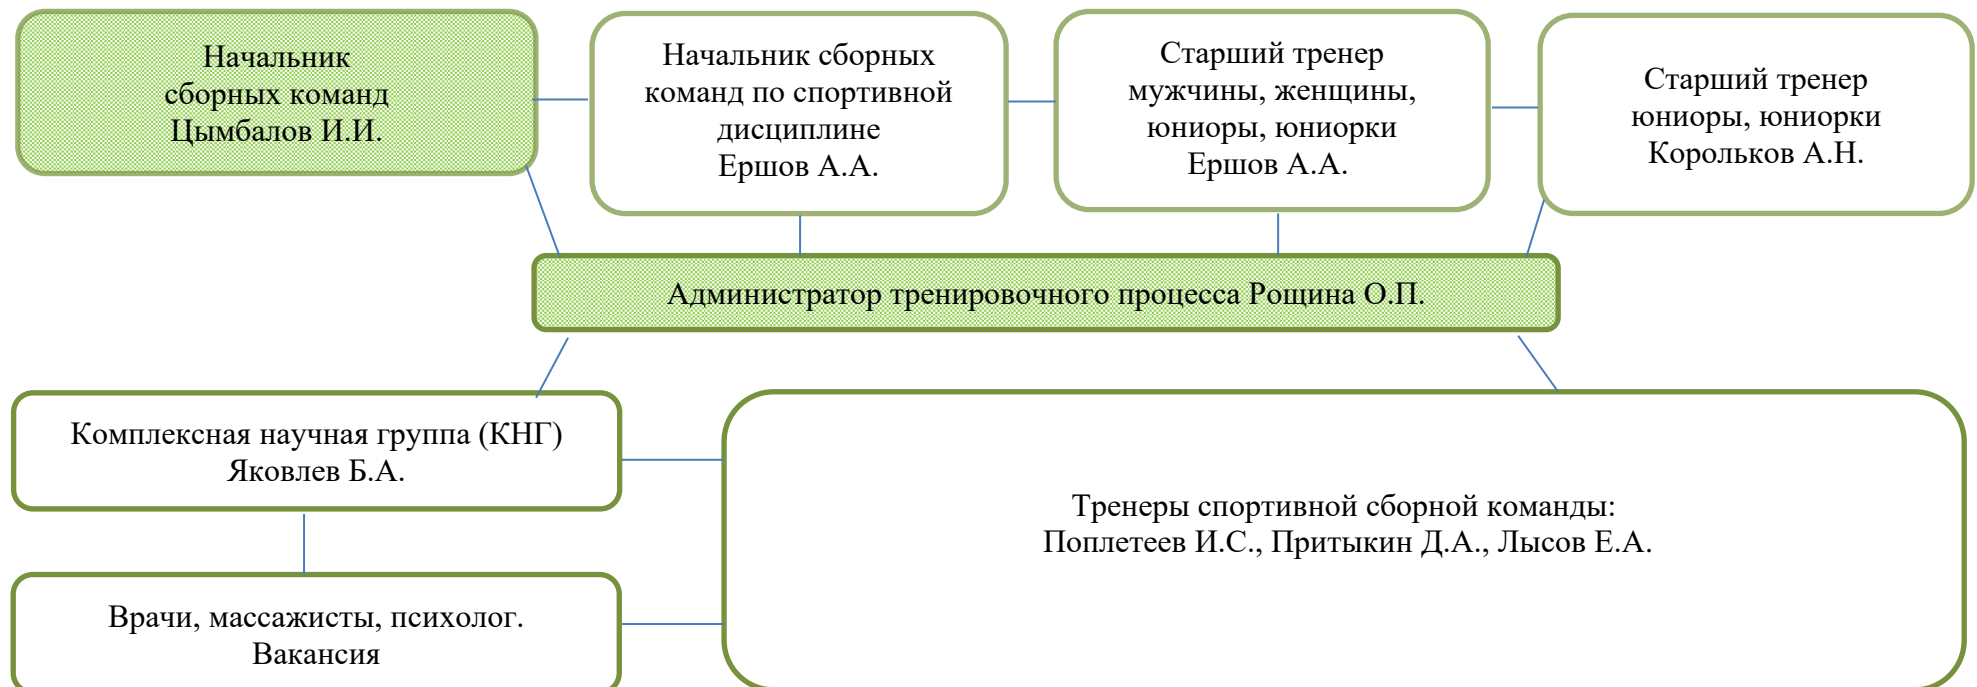 Начальник
сборных команд
Цымбалов И.И.
Начальник сборных
команд по спортивной
дисциплине
Ершов А.А.
Старший тренер
мужчины, женщины,
юниоры, юниорки
Ершов А.А.
Старший тренер
юниоры, юниорки
Корольков А.Н.
Администратор тренировочного процесса Рощина О.П.
Комплексная научная группа (КНГ)
Яковлев Б.А.
Тренеры спортивной сборной команды:
Поплетеев И.С., Притыкин Д.А., Лысов Е.А.
Врачи, массажисты, психолог.
Вакансия